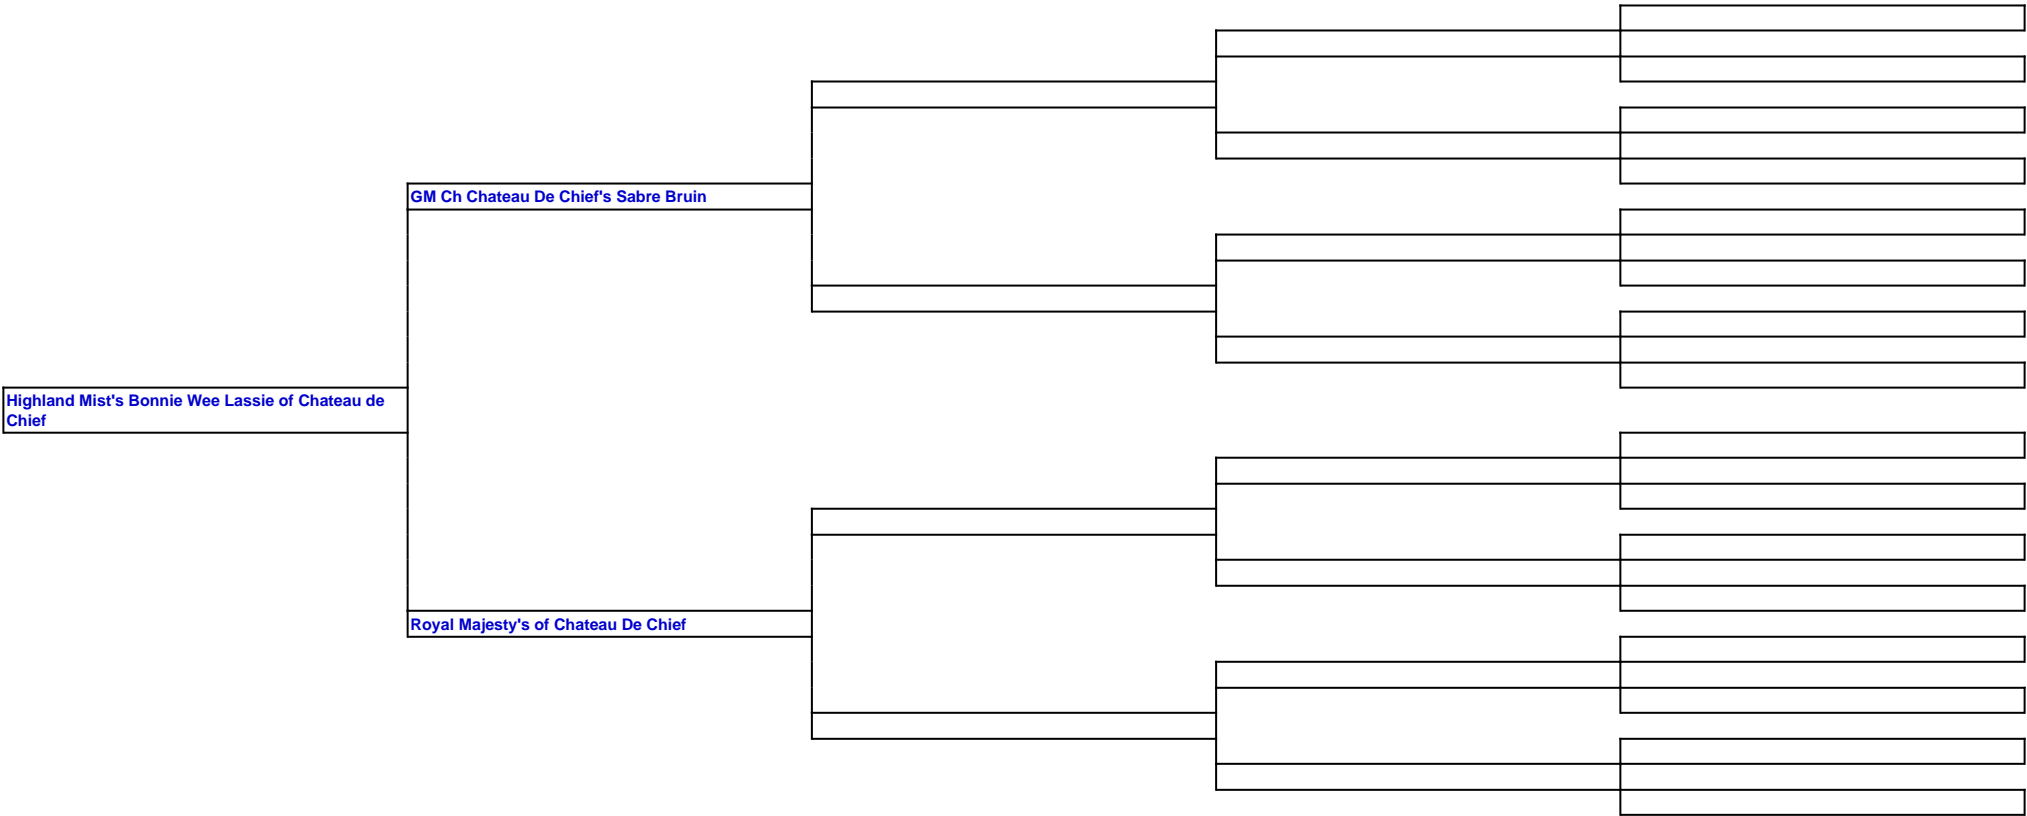 GM Ch Chateau De Chief's Sabre Bruin
Highland Mist's Bonnie Wee Lassie of Chateau de
Chief
Royal Majesty's of Chateau De Chief